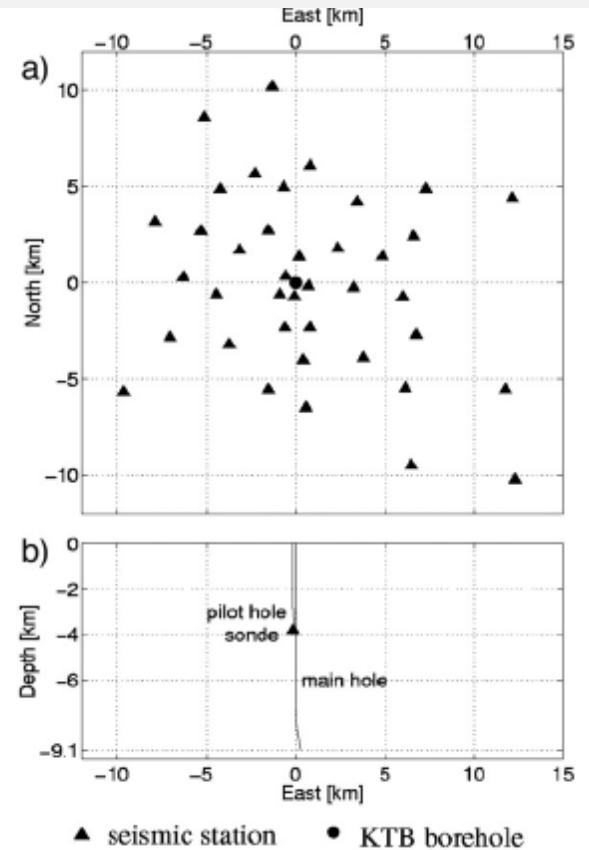 East [km]
−10 −5 0 5 10 15
a)
10
5
0
−5
−10
North [km]
b)
0
−2
−4
−6
−9.1
Depth [km]
pilot hole
sonde
main hole
−10 −5 0 5 10 15
East [km]
seismic station KTB borehole